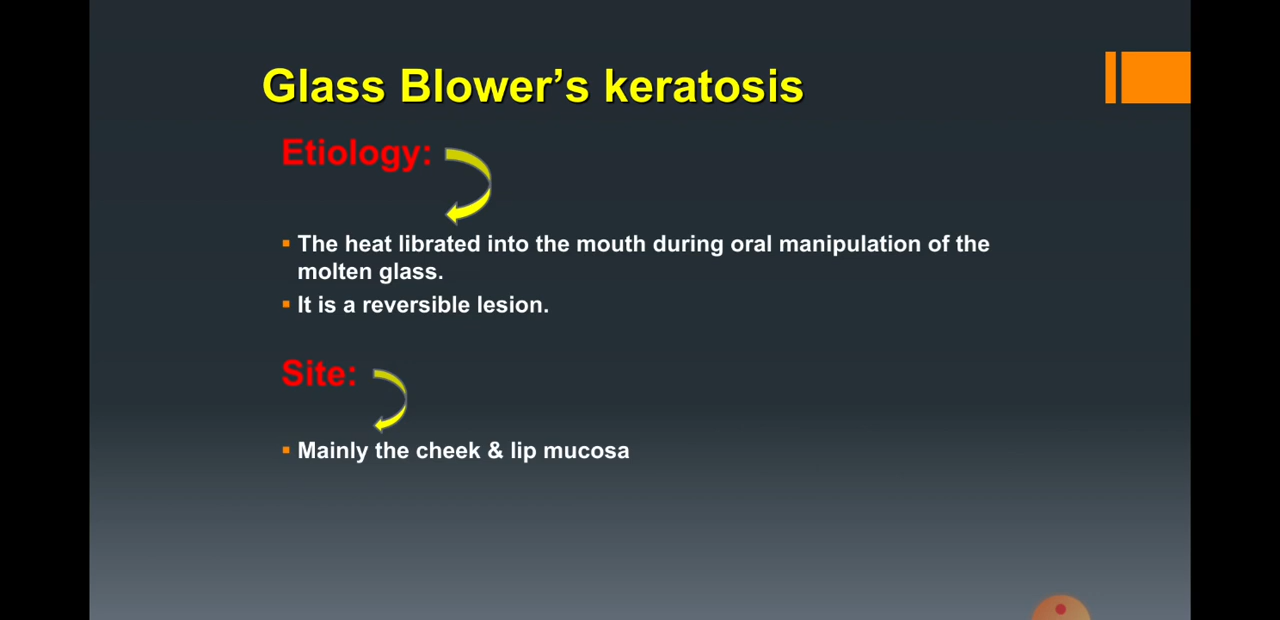 Glass Blower’s keratosis
Etiology:
The heat librated into the mouth during oral manipulation of the
molten glass.
It is a reversible lesion.
Site:
Mainly the cheek & lip mucosa